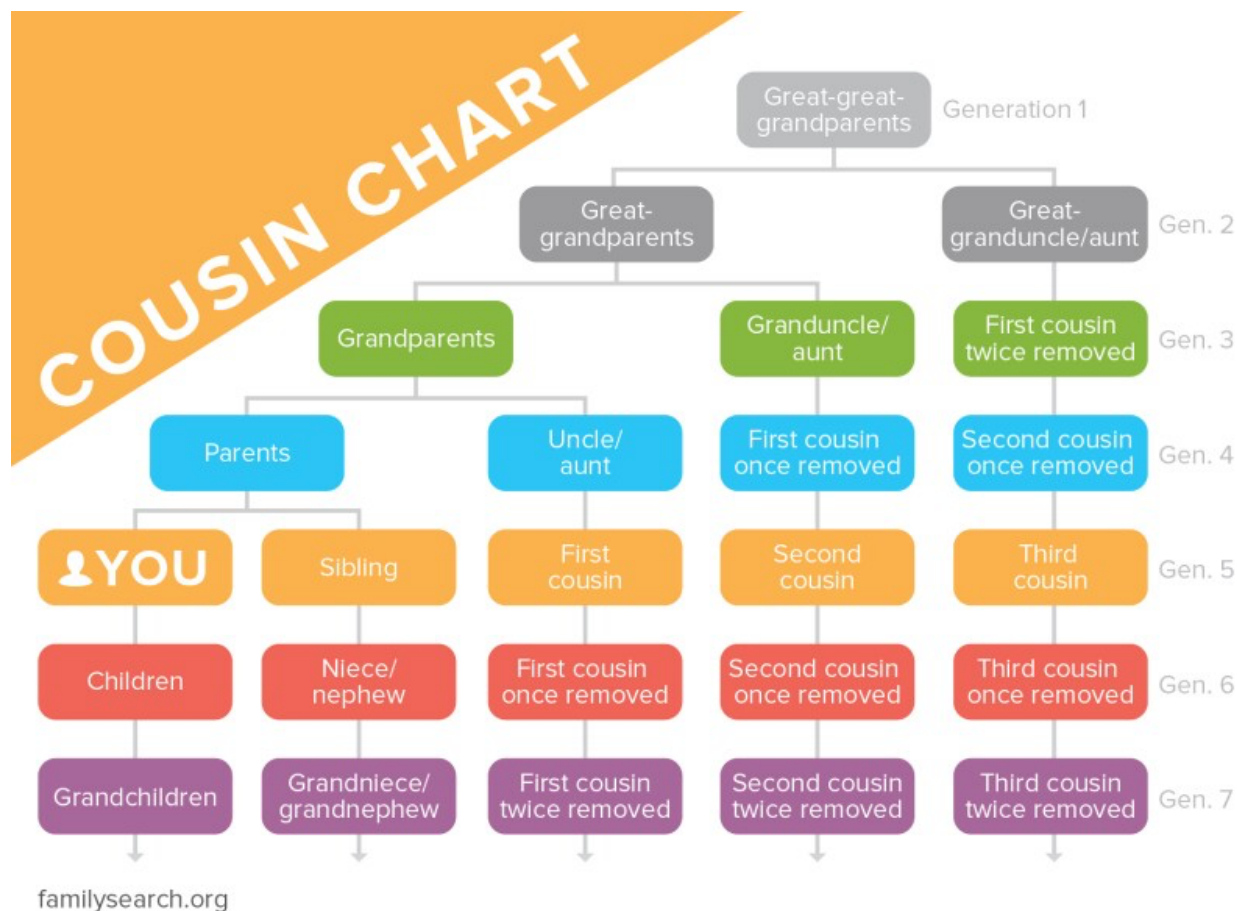 COUSIN CHART
Great-great-
grandparents
Generation 1
Great-
grandparents
Great-
granduncle/aunt
Gen. 2
Grandparents
Granduncle/
aunt
First cousin
twice removed
Gen. 3
Parents
Uncle/
aunt
First cousin
once removed
Second cousin
once removed
Gen. 4
YOU
Sibling
First
cousin
Second
cousin
Third
cousin
Gen. 5
Children
Niece/
nephew
First cousin
once removed
Second cousin
once removed
Third cousin
once removed
Gen. 6
Grandchildren
Grandniece/
grandnephew
First cousin
twice removed
Second cousin
twice removed
Third cousin
twice removed
Gen. 7
familysearch.org